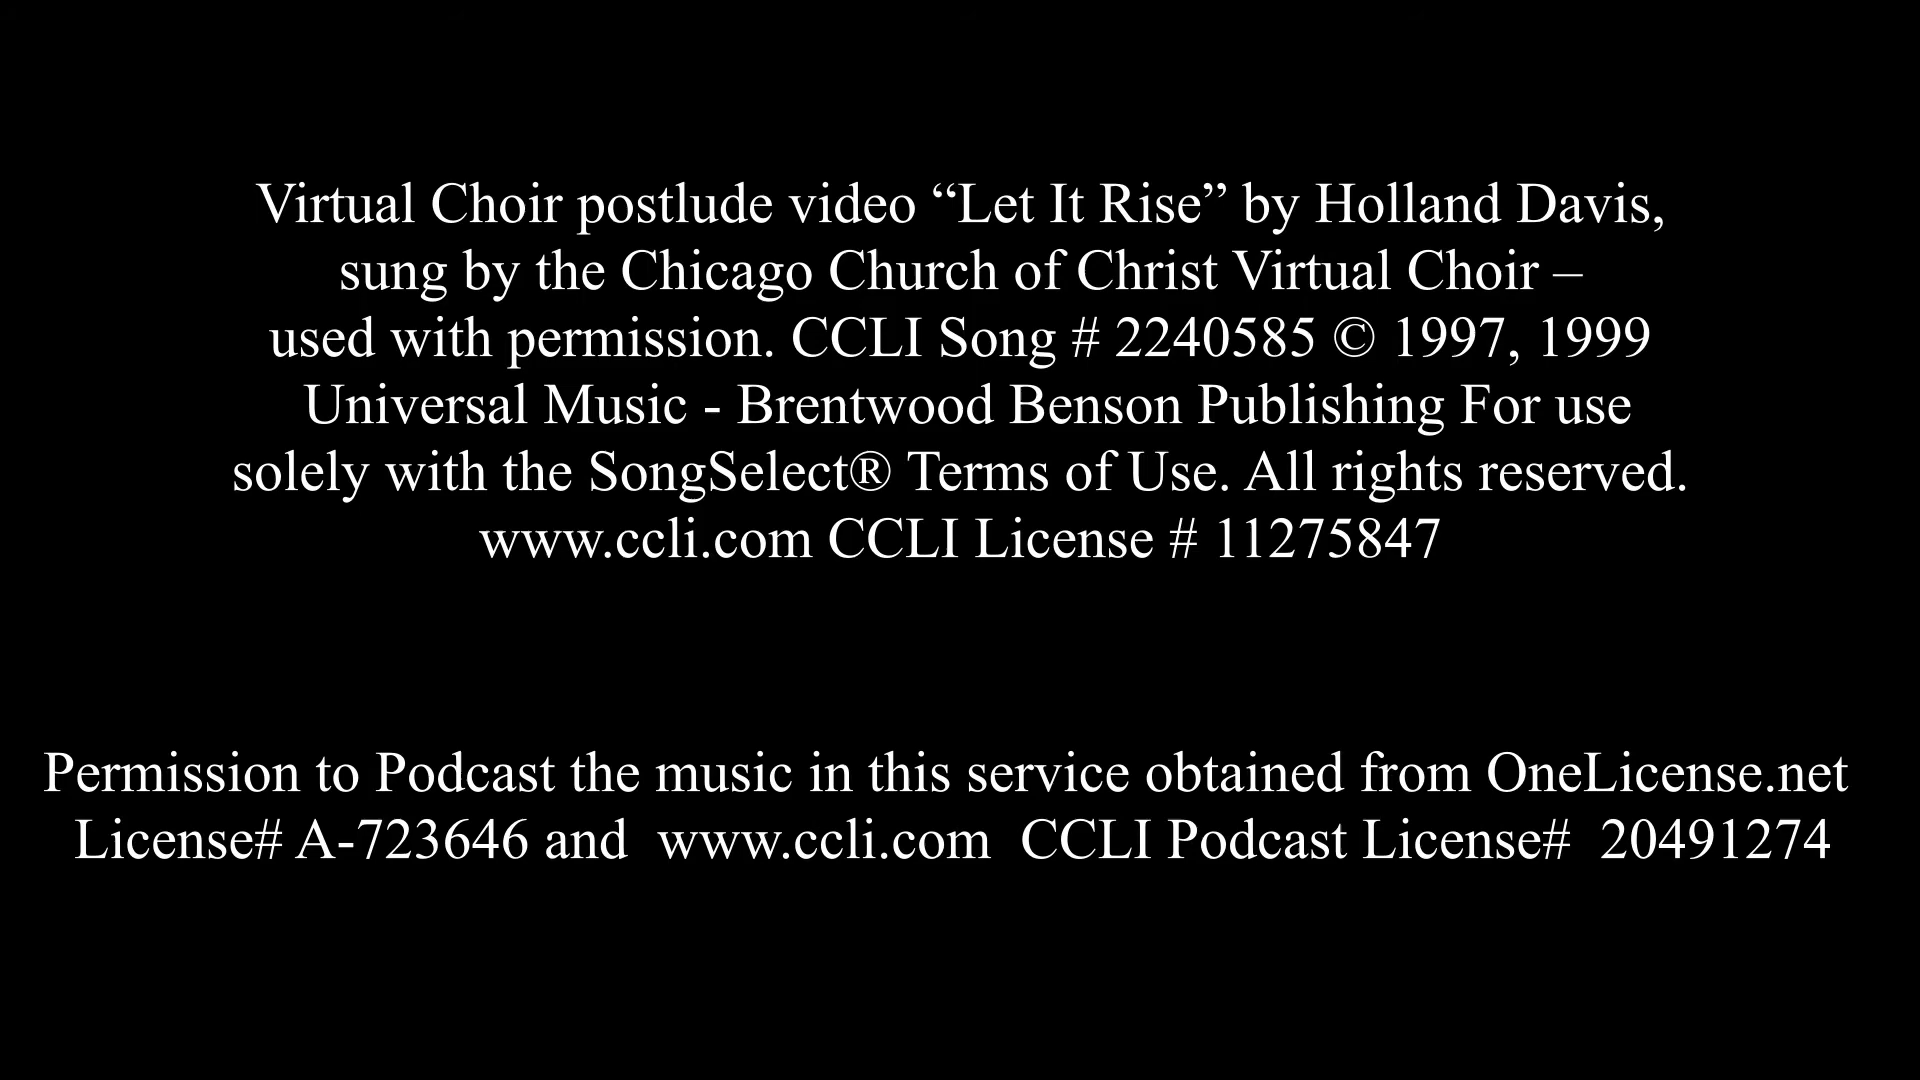 Virtual Choir postlude video “Let It Rise” by Holland Davis,
sung by the Chicago Church of Christ Virtual Choir –
used with permission. CCLI Song # 2240585 © 1997, 1999
Universal Music - Brentwood Benson Publishing For use
solely with the SongSelect® Terms of Use. All rights reserved.
www.ccli.com CCLI License # 11275847
Permission to Podcast the music in this service obtained from OneLicense.net
License# A-723646 and  www.ccli.com  CCLI Podcast License#  20491274